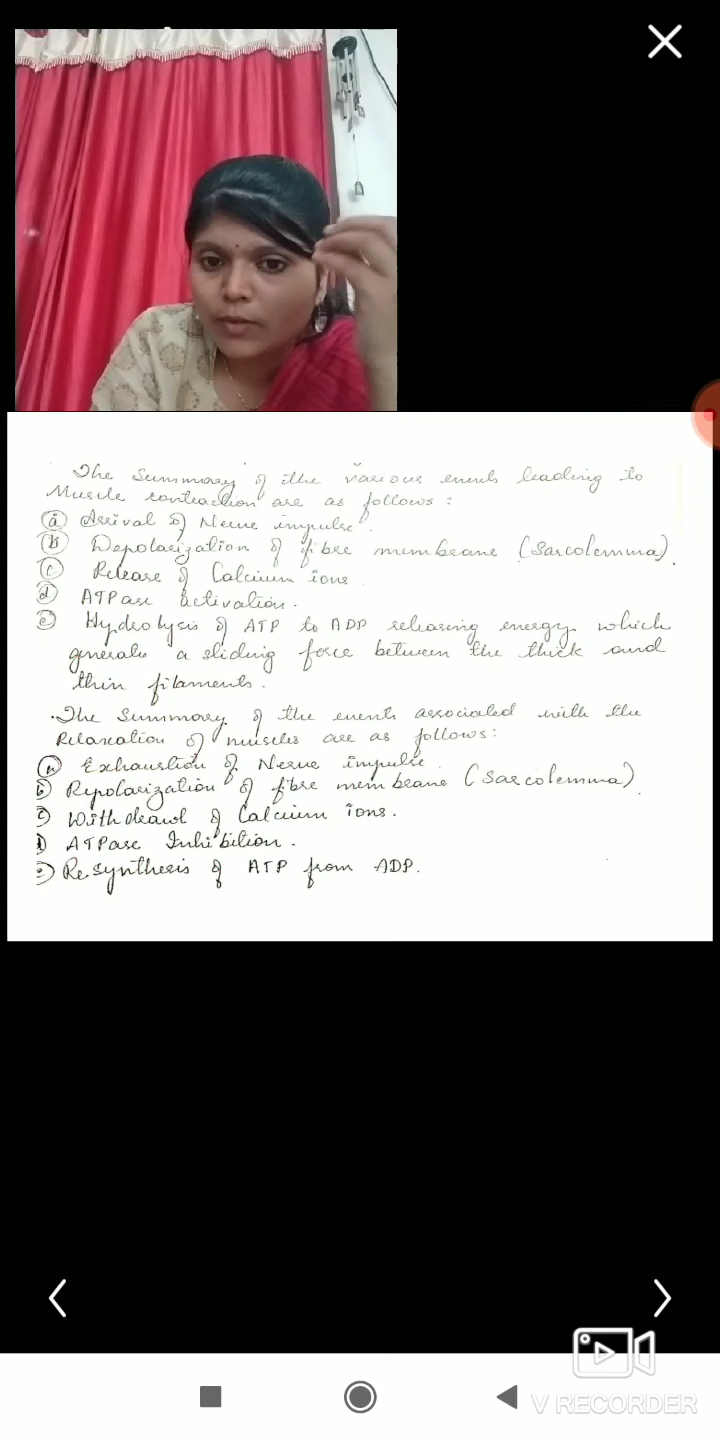 The Summary of the various events leading to
Muscle contraction are as follows :
(a) Arrival of Nerve impulse.
(b) Depolarization of fibre membrane (Sarcolemma).
(c) Release of Calcium ions
(d) ATPase activation.
(e) Hydrolysis of ATP to ADP releasing energy which
generates a sliding force between the thick and
thin filaments.
.The Summary of the events associated with the
Relaxation of muscles are as follows:
(a) Exhaustion of Nerve impulse.
(b) Repolarization of fibre membrane (Sarcolemma)
(c) Withdrawl of Calcium ions.
(d) ATPase Inhibition.
(e) Resynthesis of ATP from ADP.
V RECORDER